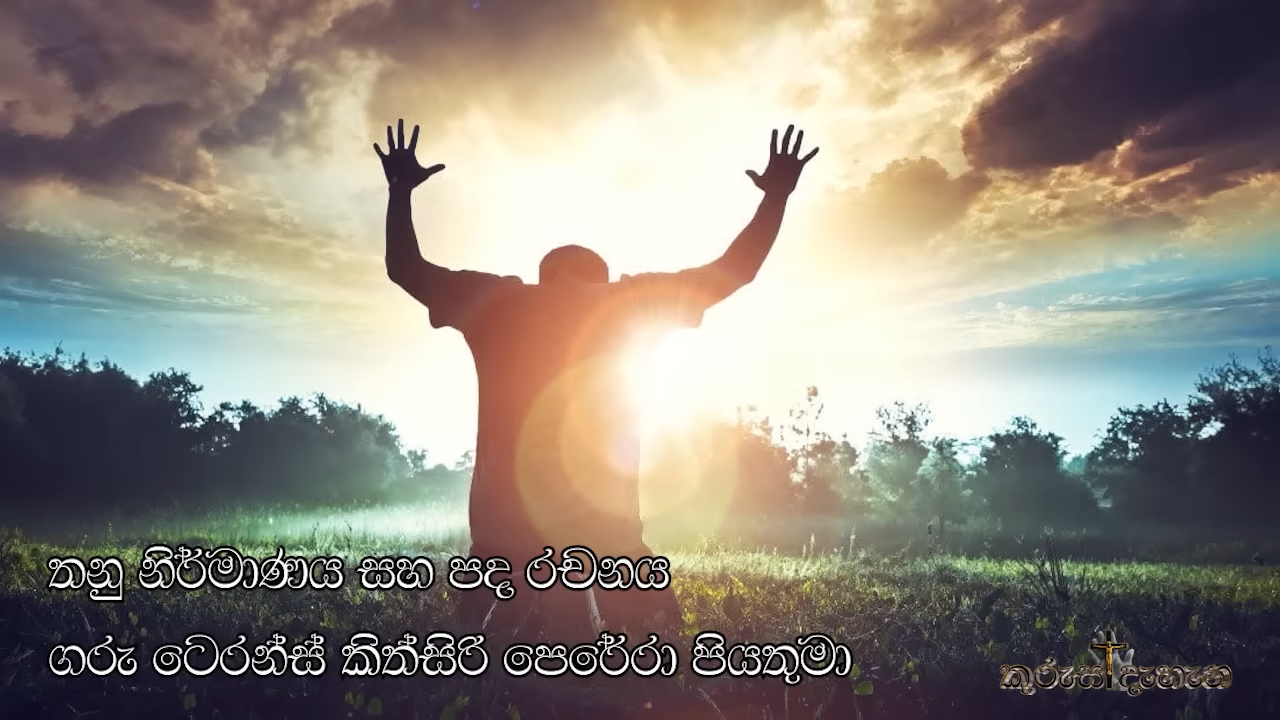 තනු නිර්මාණය සහ පද රචනය
ගරු ටෙරන්ස් කිත්සිරි පෙරේරා පියතුමා
කුරුස දැහැන